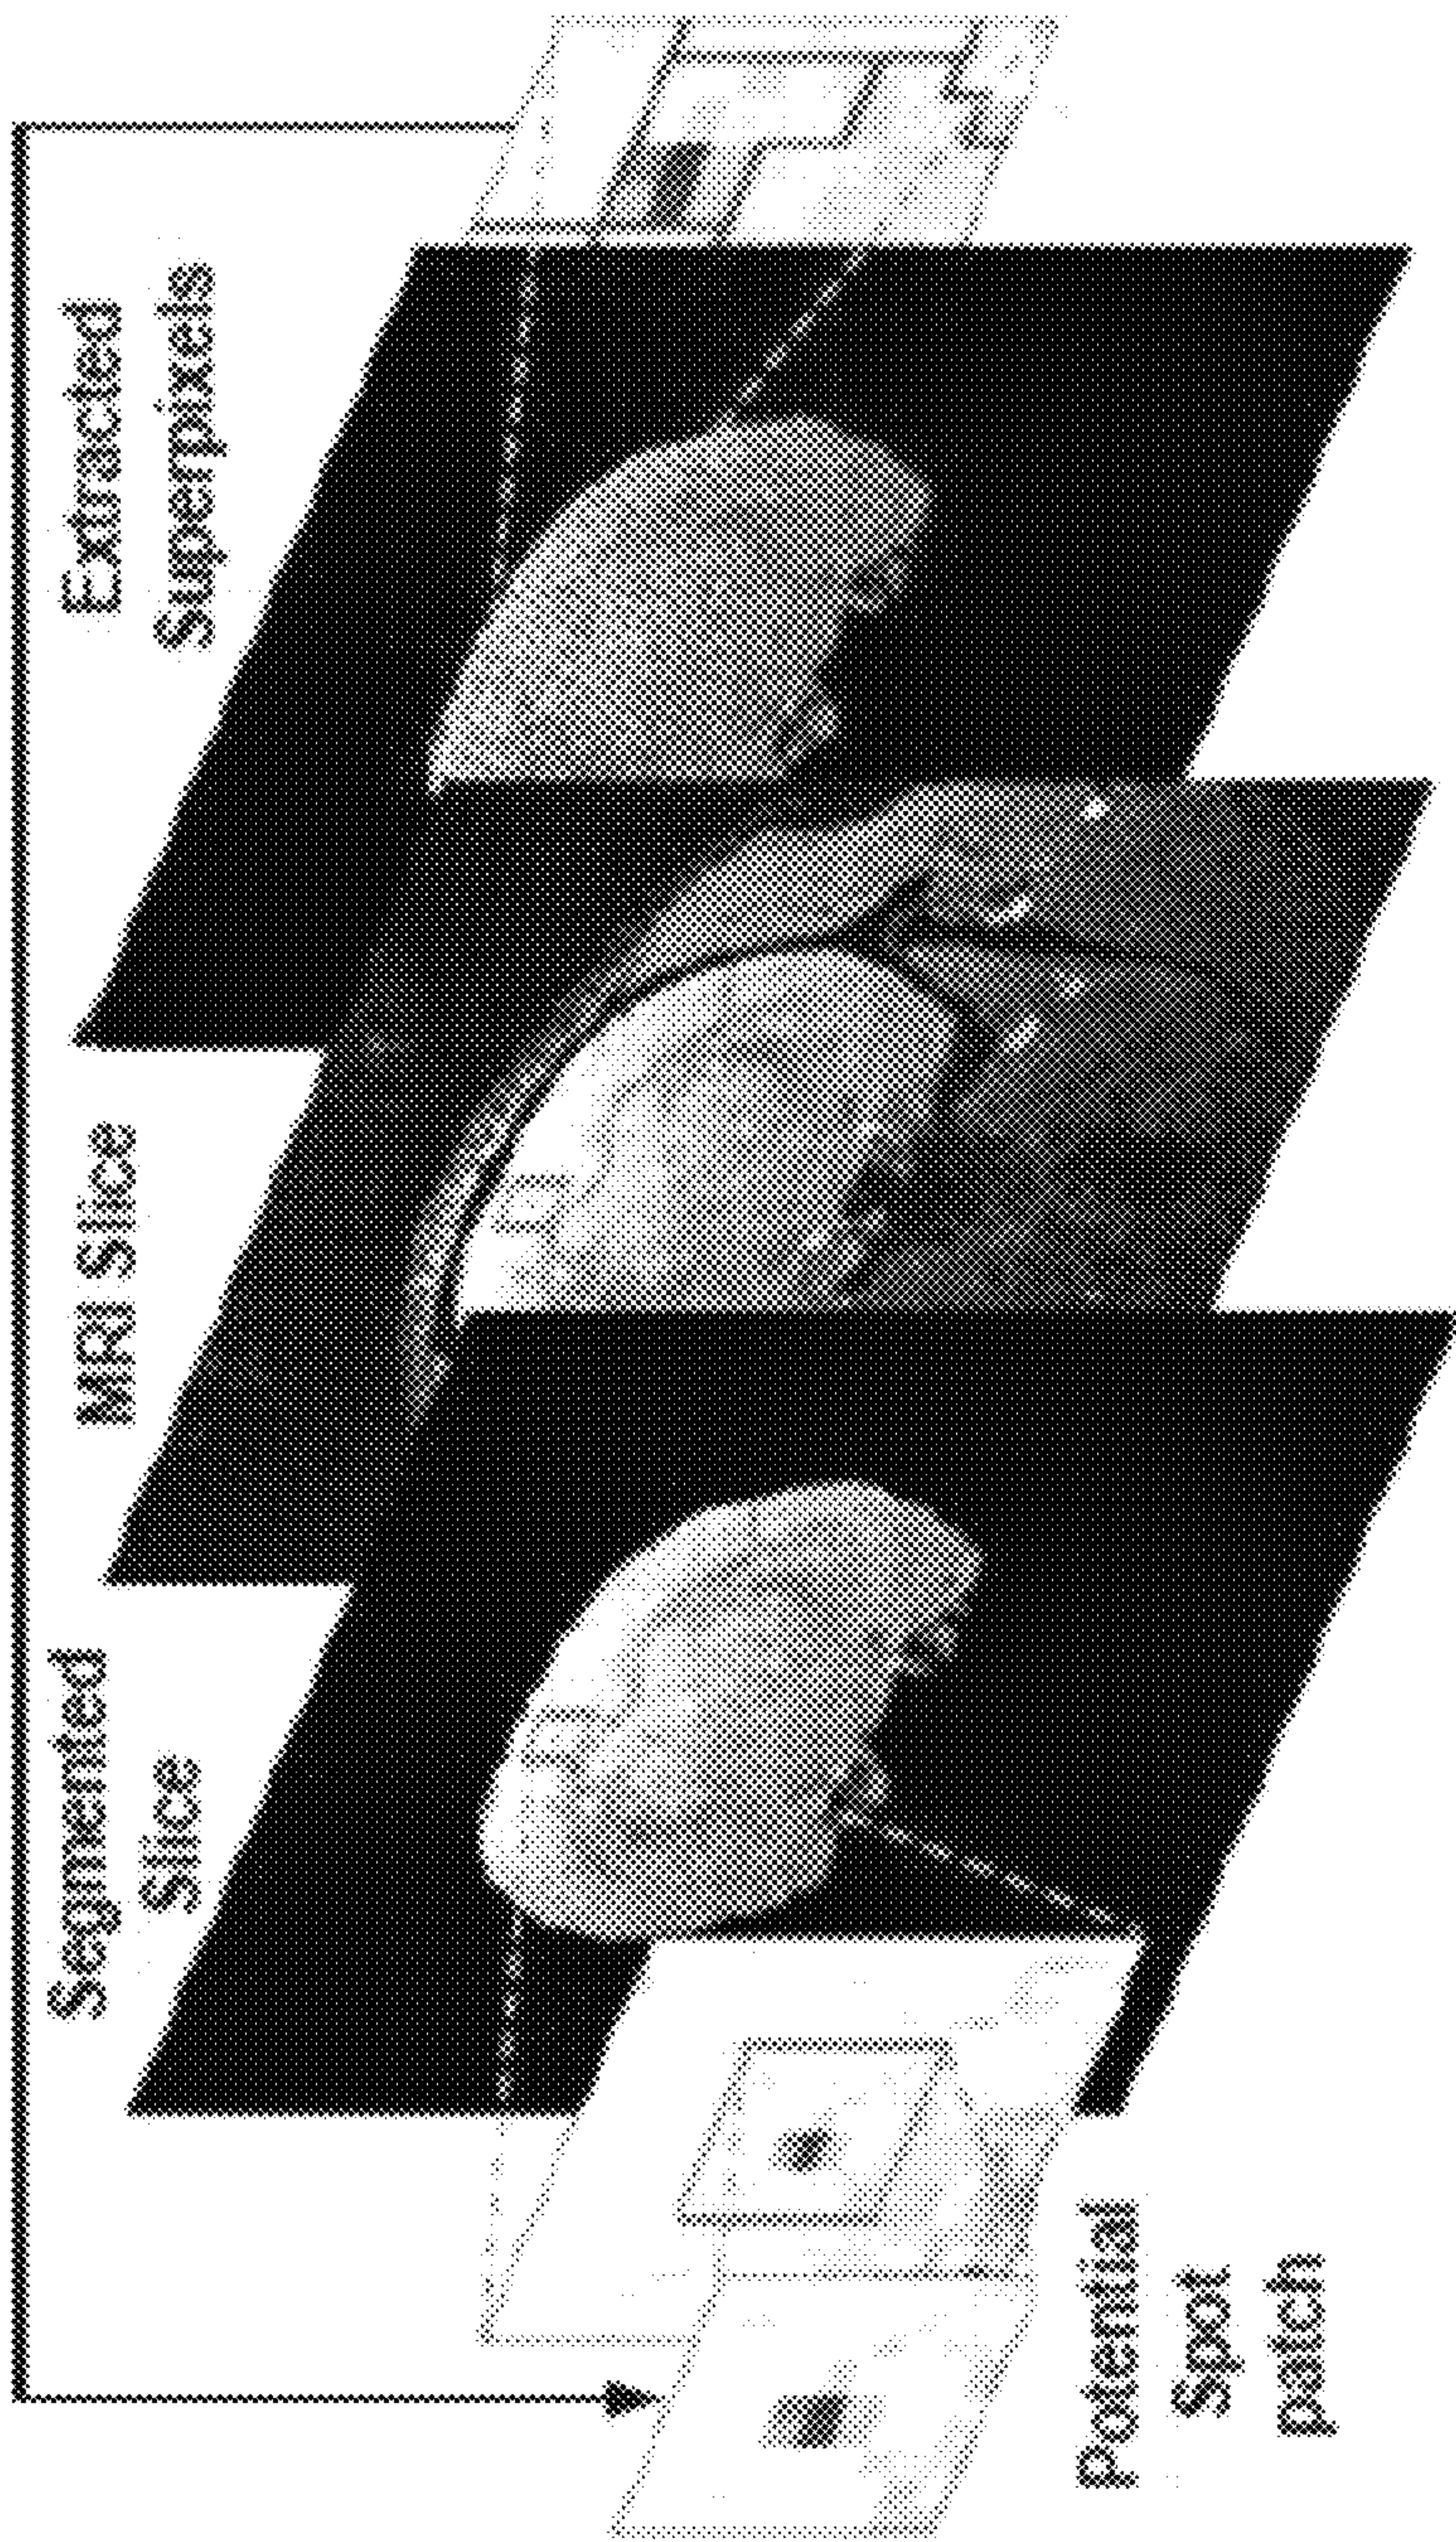 Segmented
Slice
MRI Slice
Extracted
Superpixels
Potential
Spot
patch